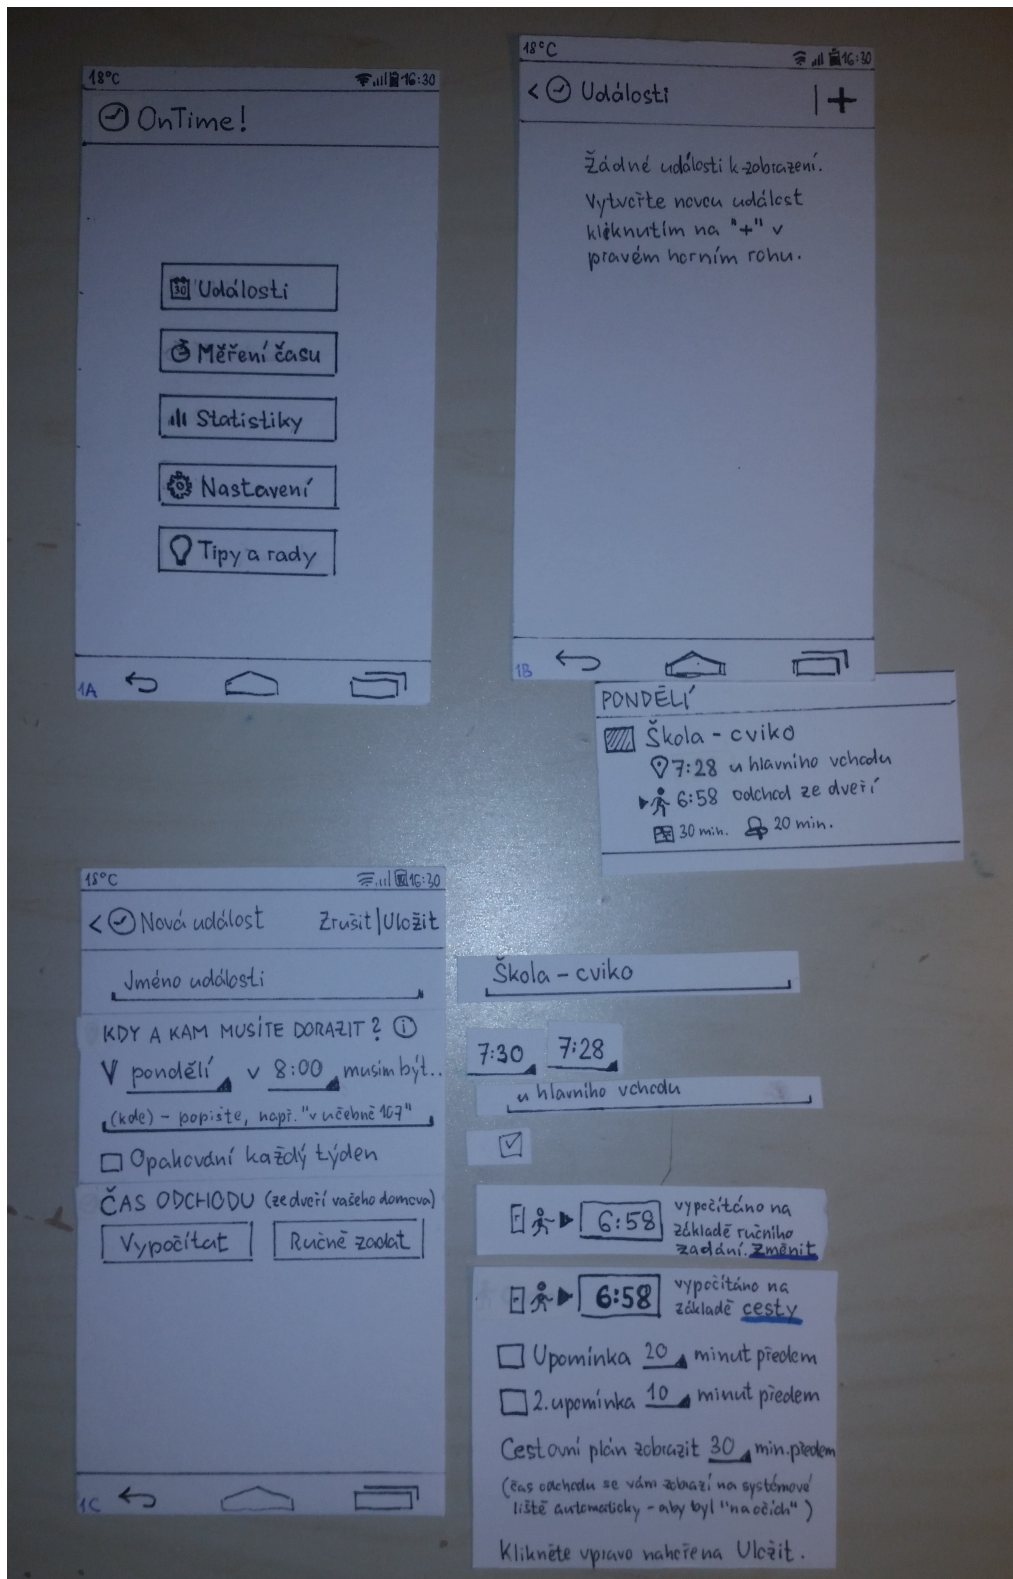 18°C 16:30
OnTime!
30 Události
Měření času
Statistiky
Nastavení
Tipy a rady
1A
18°C 16:30
< Události | +
Žádné události k zobrazení.
Vytvořte novou událost
kliknutím na "+" v
pravém horním rohu.
1B
PONDĚLÍ
Škola - cviko
7:28 u hlavního vchodu
6:58 odchod ze dveří
30 min. 20 min.
18°C 16:30
< Nová událost Zrušit|Uložit
Jméno události
KDY A KAM MUSÍTE DORAZIT? i
V pondělí v 8:00 musím být..
(kde) - popište, např. "v učebně 107"
Opakování každý týden
ČAS ODCHODU (ze dveří vašeho domova)
Vypočítat Ručně zadat
1C
Škola - cviko
7:30 7:28
u hlavního vchodu
6:58 vypočítáno na
základě ručního
zadání. Změnit
6:58 vypočítáno na
základě cesty
Upomínka 20 minut předem
2. upomínka 10 minut předem
Cestovní plán zobrazit 30 min. předem
(čas odchodu se vám zobrazí na systémové
liště automaticky - aby byl "na očích")
Klikněte vpravo nahoře na Uložit.